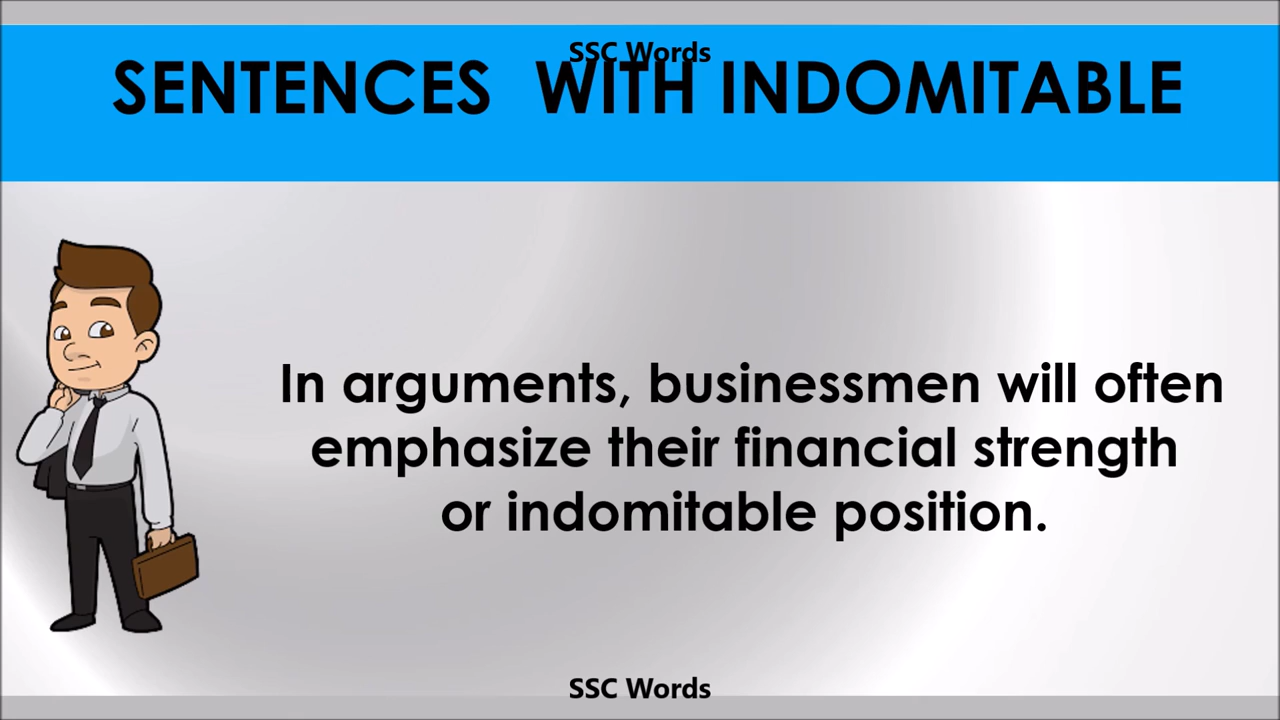 SSC Words
SENTENCES  WITH INDOMITABLE
In arguments, businessmen will often
emphasize their financial strength
or indomitable position.
SSC Words